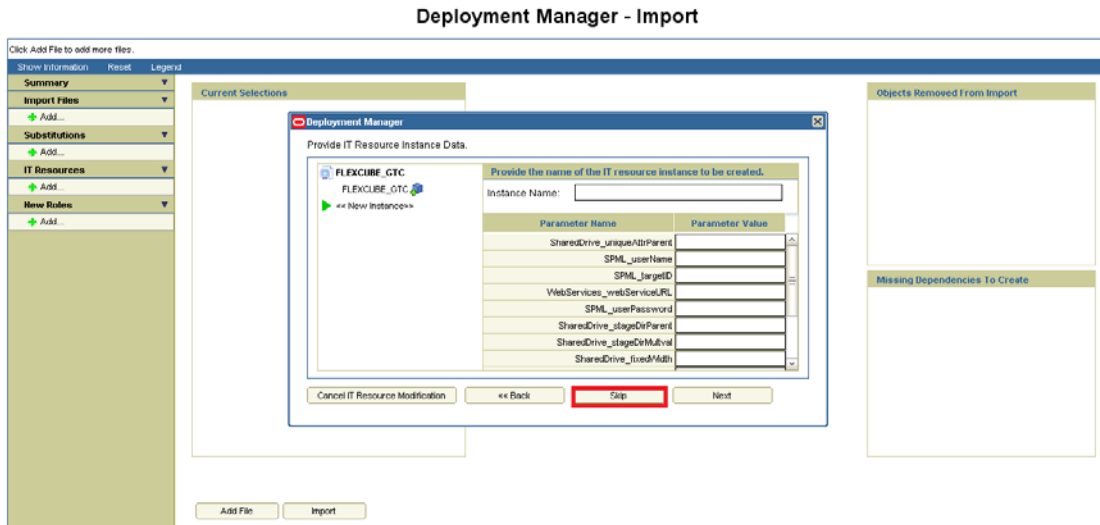 Deployment Manager - Import
Click Add File to add more files.
Show Information Reset Legend
Summary
Import Files
Add...
Substitutions
Add...
IT Resources
Add...
New Roles
Add...
Current Selections
Objects Removed From Import
Missing Dependencies To Create
Deployment Manager
Provide IT Resource Instance Data.
FLEXCUBE_GTC
FLEXCUBE_GTC
<< New Instance>>
Provide the name of the IT resource instance to be created.
Instance Name:
Parameter Name Parameter Value
SharedDrive_uniqueAttrParent
SPML_userName
SPML_targetID
WebServices_webServiceURL
SPML_userPassword
SharedDrive_stageDirParent
SharedDrive_stageDirMultval
SharedDrive_fixedWidth
Cancel IT Resource Modification << Back Skip Next
Add File Import